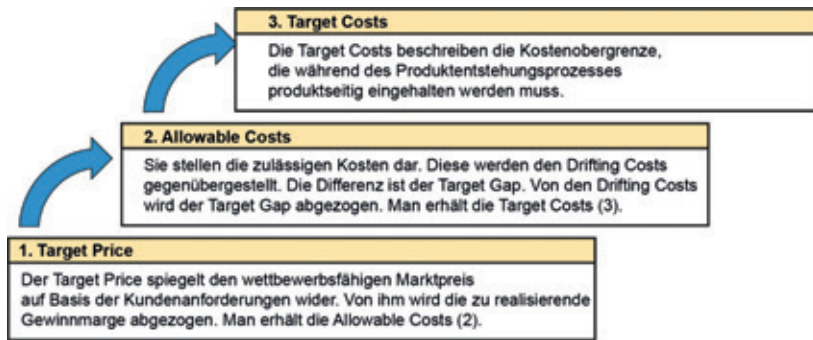 3. Target Costs
Die Target Costs beschreiben die Kostenobergrenze,
die während des Produktentstehungsprozesses
produktseitig eingehalten werden muss.
2. Allowable Costs
Sie stellen die zulässigen Kosten dar. Diese werden den Drifting Costs
gegenübergestellt. Die Differenz ist der Target Gap. Von den Drifting Costs
wird der Target Gap abgezogen. Man erhält die Target Costs (3).
1. Target Price
Der Target Price spiegelt den wettbewerbsfähigen Marktpreis
auf Basis der Kundenanforderungen wider. Von ihm wird die zu realisierende
Gewinnmarge abgezogen. Man erhält die Allowable Costs (2).